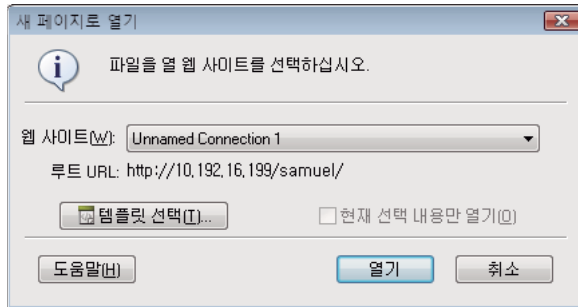 새 페이지로 열기
파일을 열 웹 사이트를 선택하십시오.
웹 사이트(W): Unnamed Connection 1
루트 URL: http://10.192.16.199/samuel/
템플릿 선택(T)... 현재 선택 내용만 열기(O)
도움말(H) 열기 취소